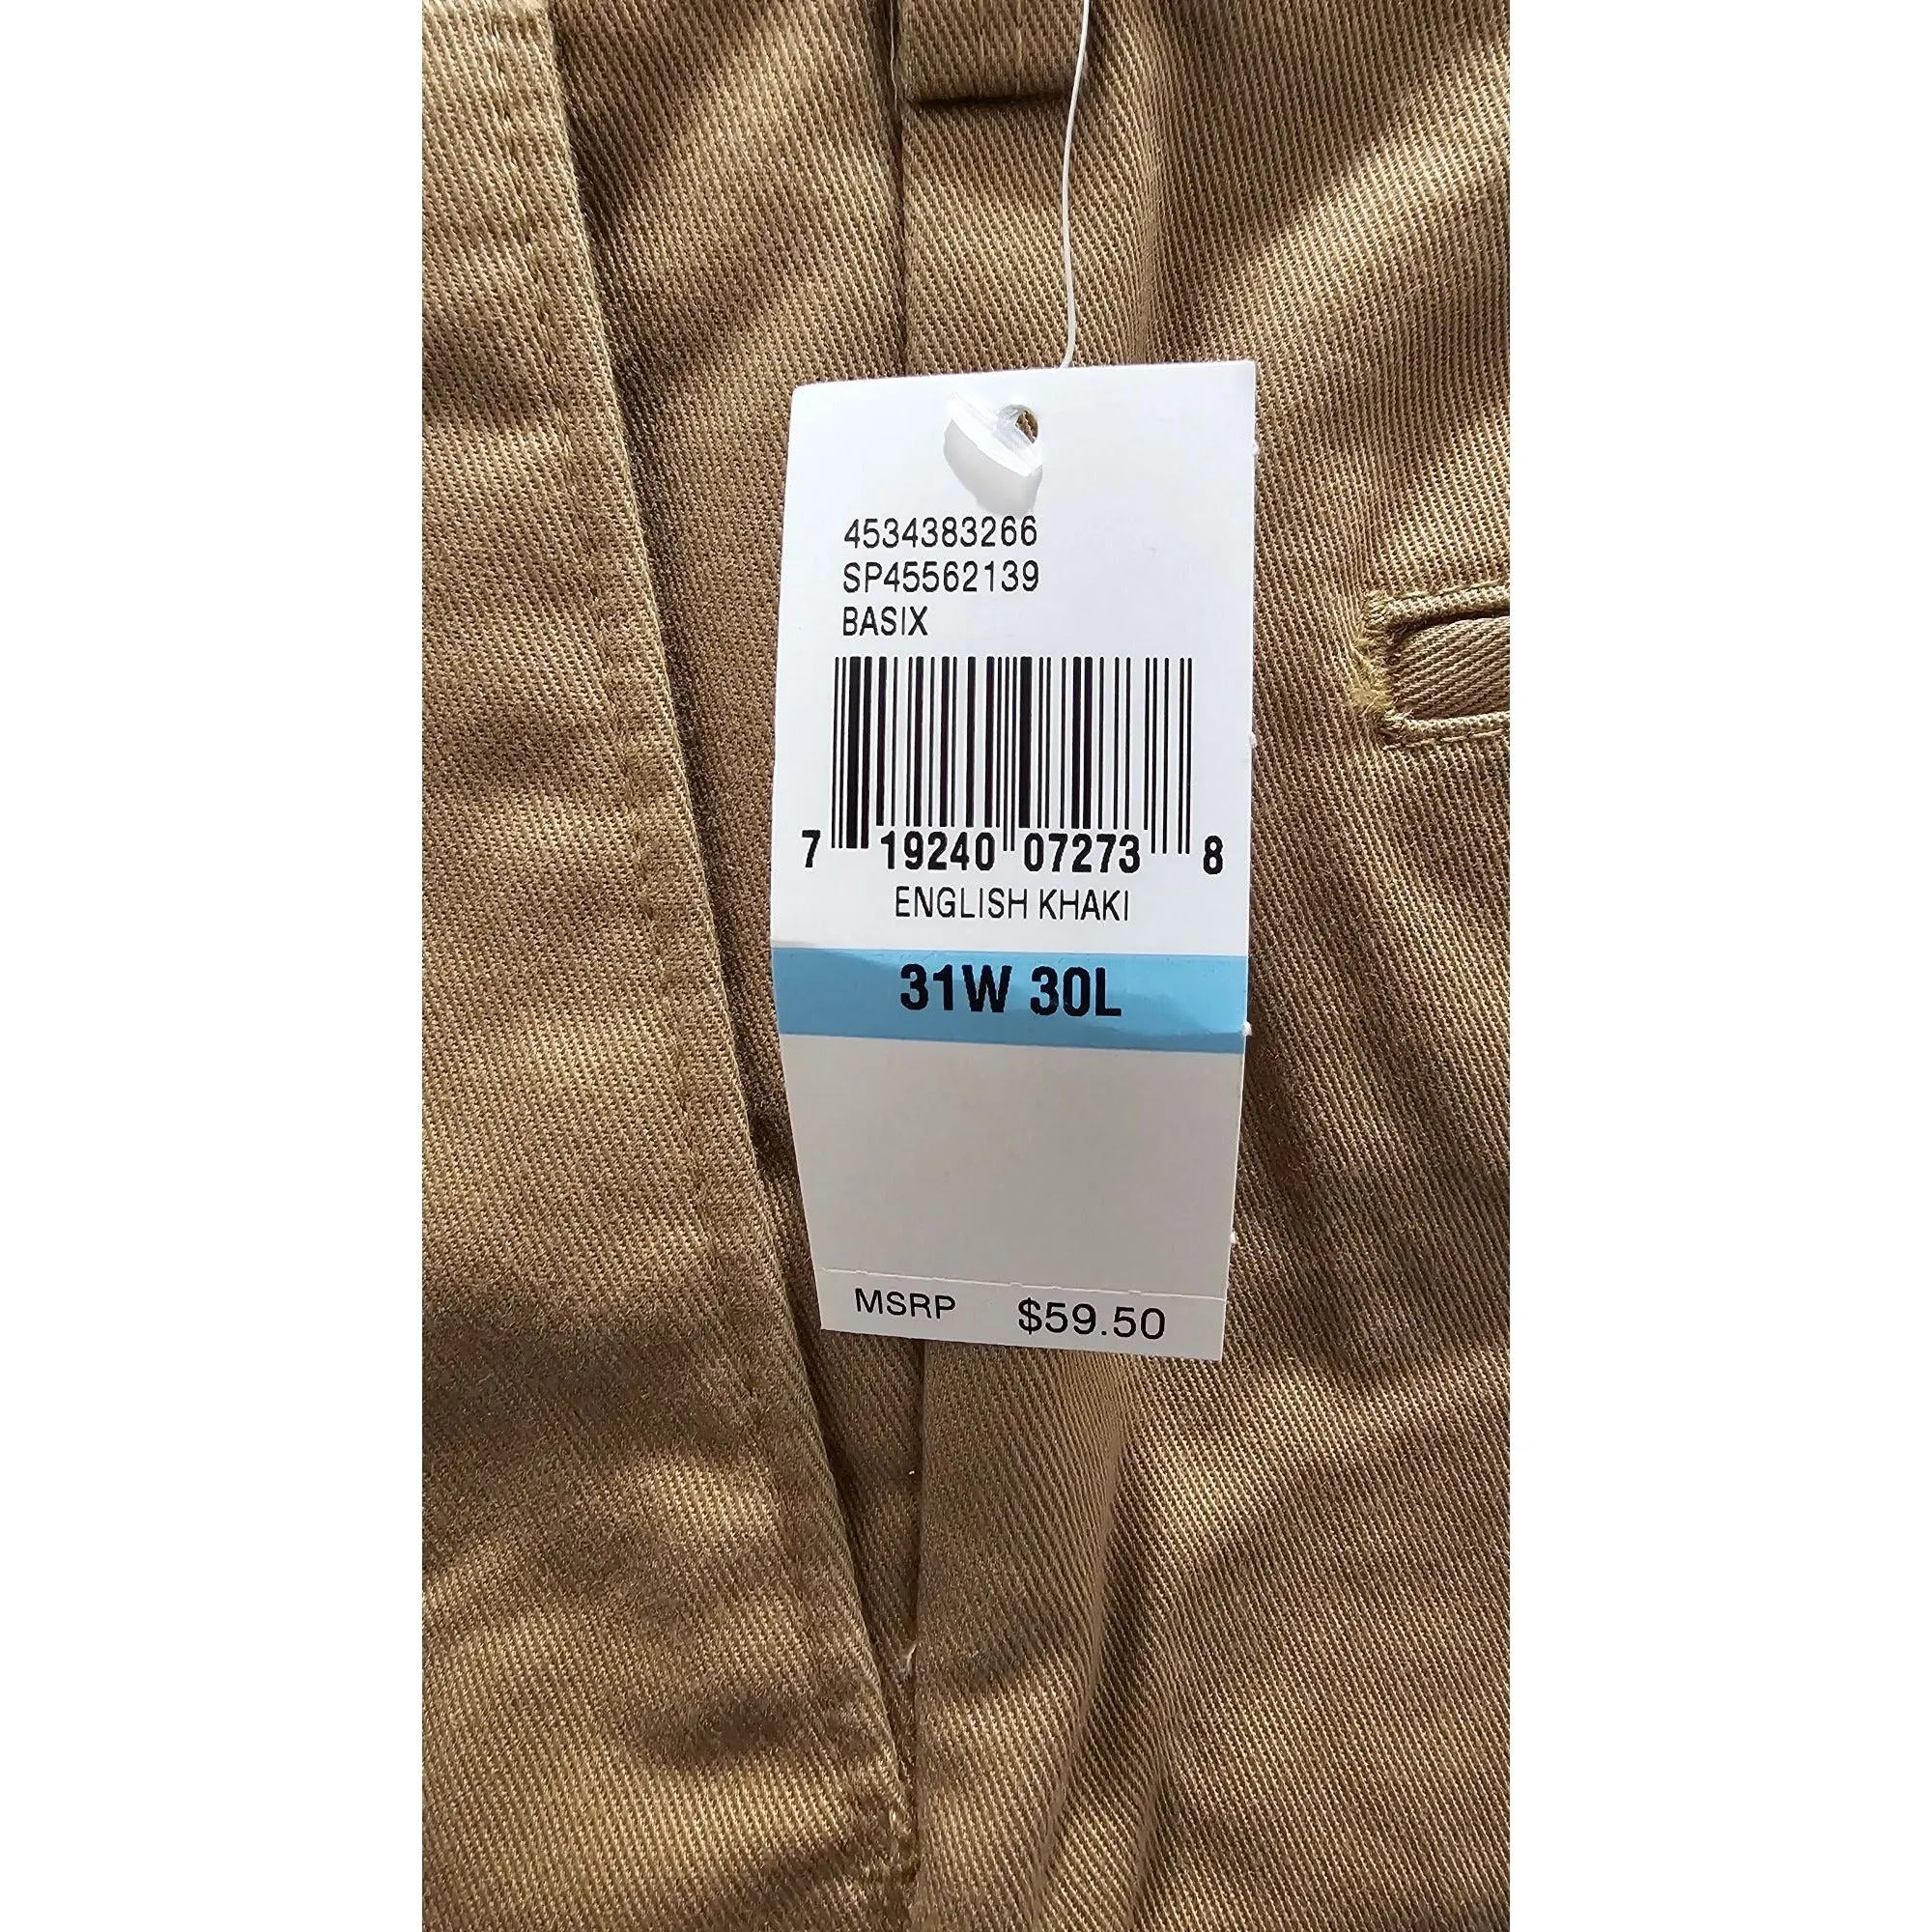 4534383266
SP45562139
BASIX
7 19240 07273 8
ENGLISH KHAKI
31W 30L
MSRP $59.50